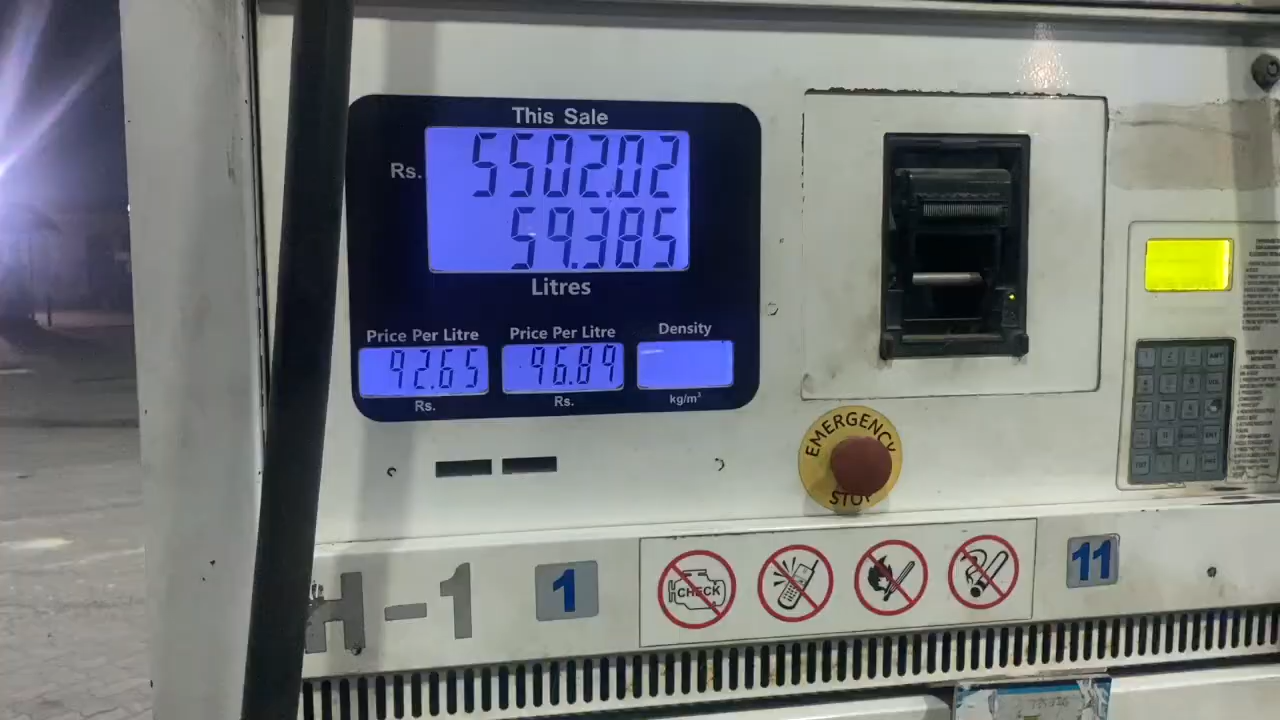 This Sale
Rs. 5502.02
59.385
Litres
Price Per Litre Price Per Litre Density
92.65 96.89
Rs. Rs. kg/m³
EMERGENCY
STOP
H-1 1 CHECK 11